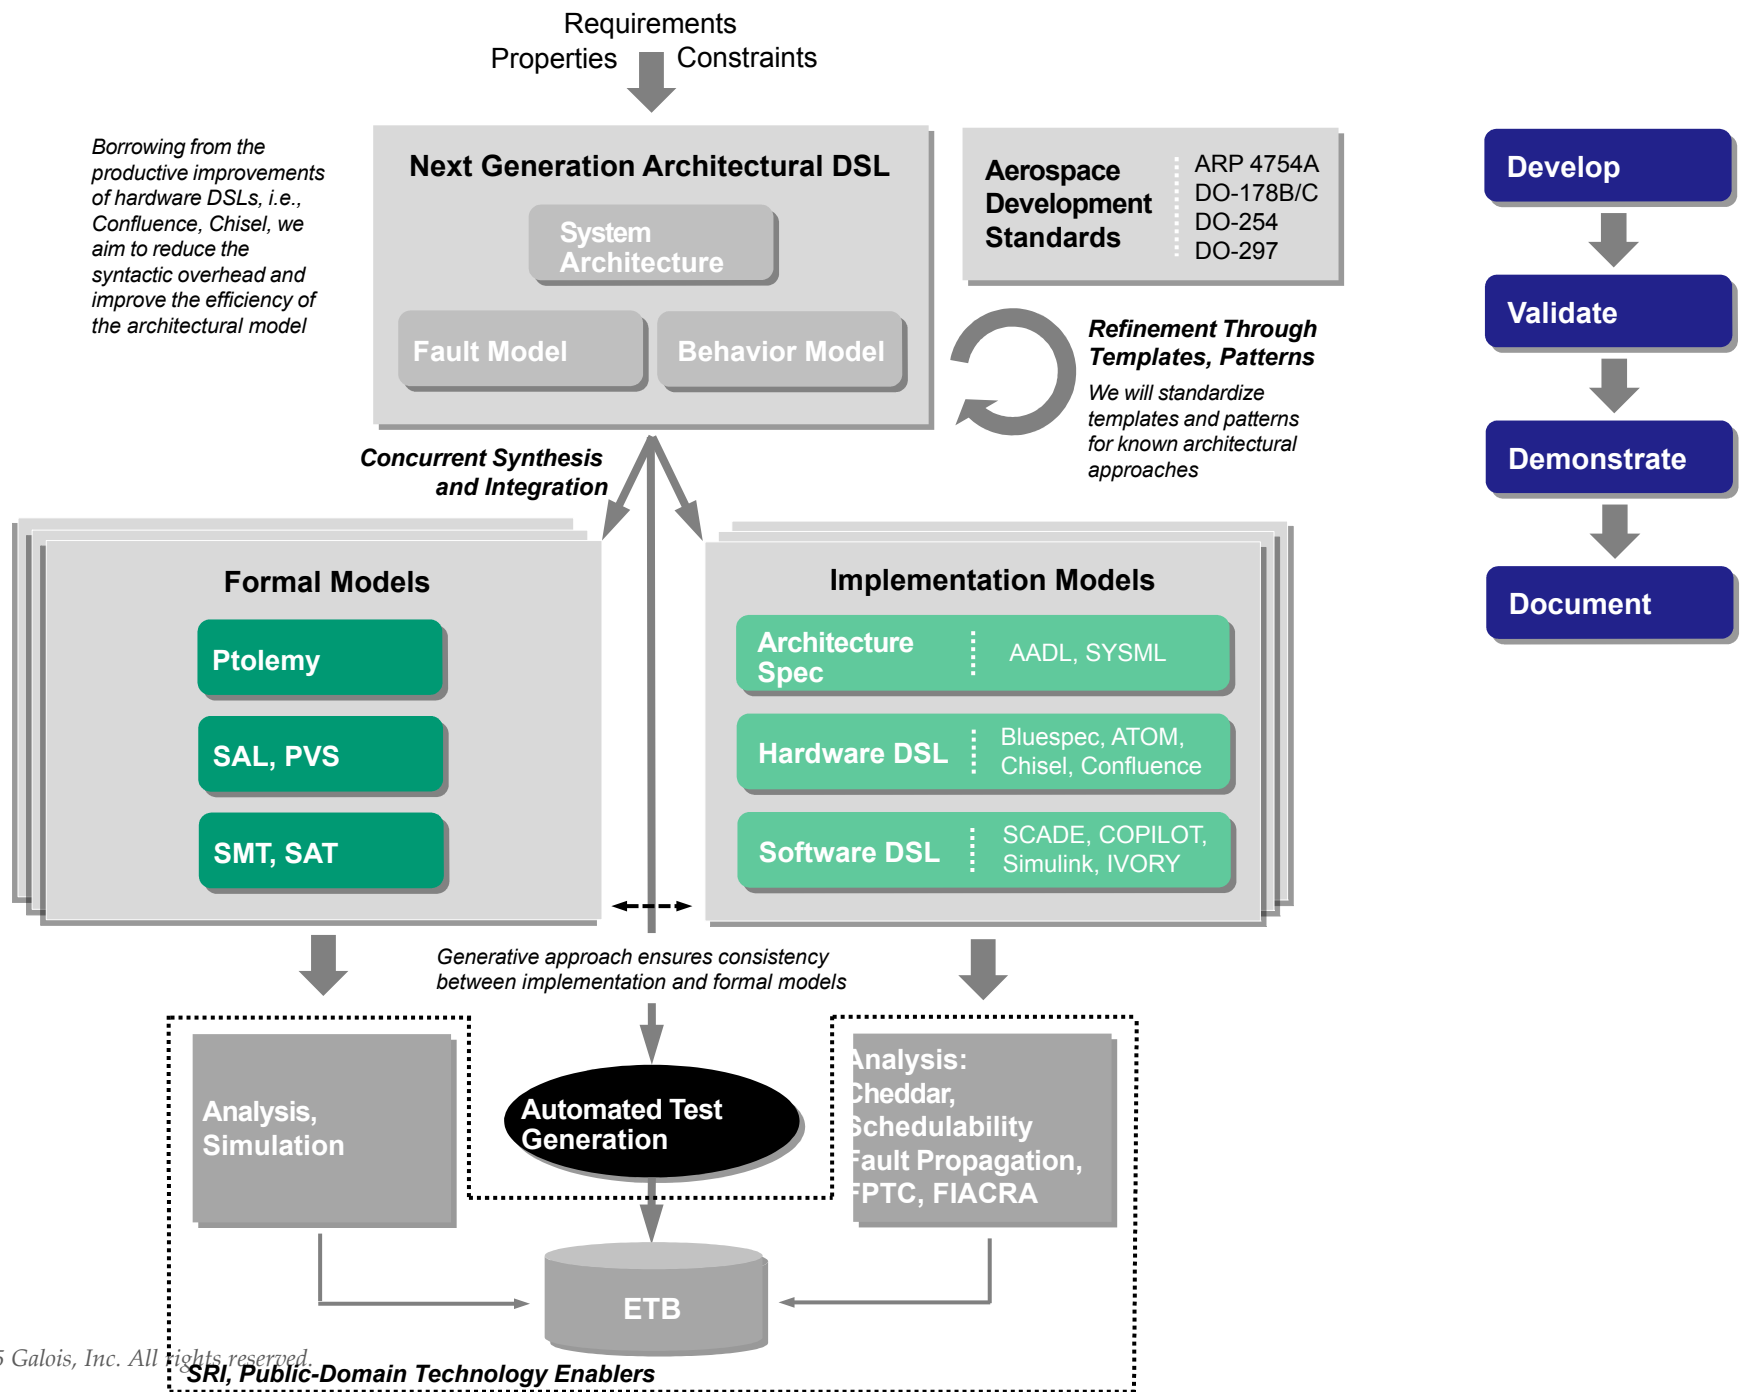 Requirements
Properties
Constraints
Borrowing from the
productive improvements
of hardware DSLs, i.e.,
Confluence, Chisel, we
aim to reduce the
syntactic overhead and
improve the efficiency of
the architectural model
Next Generation Architectural DSL
System
Architecture
Fault Model
Behavior Model
Aerospace
Development
Standards
ARP 4754A
DO-178B/C
DO-254
DO-297
Refinement Through
Templates, Patterns
We will standardize
templates and patterns
for known architectural
approaches
Develop
Validate
Demonstrate
Document
Concurrent Synthesis
and Integration
Formal Models
Ptolemy
SAL, PVS
SMT, SAT
Implementation Models
Architecture
Spec
AADL, SYSML
Hardware DSL
Bluespec, ATOM,
Chisel, Confluence
Software DSL
SCADE, COPILOT,
Simulink, IVORY
Generative approach ensures consistency
between implementation and formal models
Analysis,
Simulation
Automated Test
Generation
Analysis:
Cheddar,
Schedulability
Fault Propagation,
FPTC, FIACRA
ETB
5 Galois, Inc. All rights reserved.
SRI, Public-Domain Technology Enablers